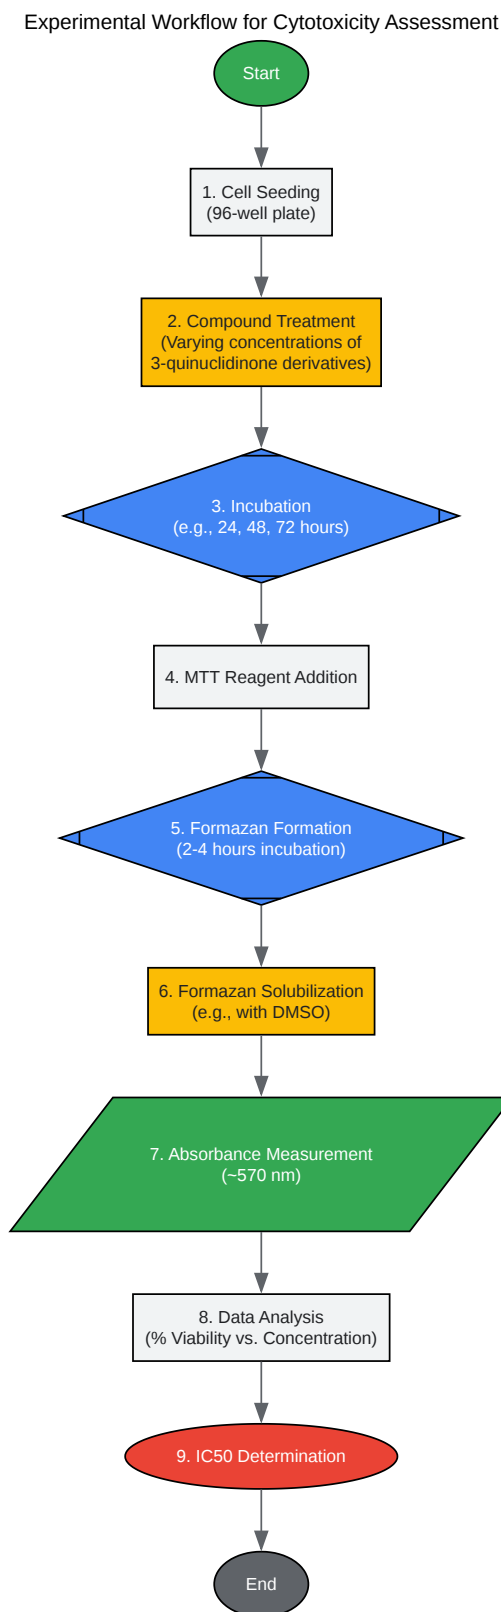 Experimental Workflow for Cytotoxicity Assessment
Start
1. Cell Seeding
(96-well plate)
2. Compound Treatment
(Varying concentrations of
3-quinuclidinone derivatives)
3. Incubation
(e.g., 24, 48, 72 hours)
4. MTT Reagent Addition
5. Formazan Formation
(2-4 hours incubation)
6. Formazan Solubilization
(e.g., with DMSO)
7. Absorbance Measurement
(~570 nm)
8. Data Analysis
(% Viability vs. Concentration)
9. IC50 Determination
End